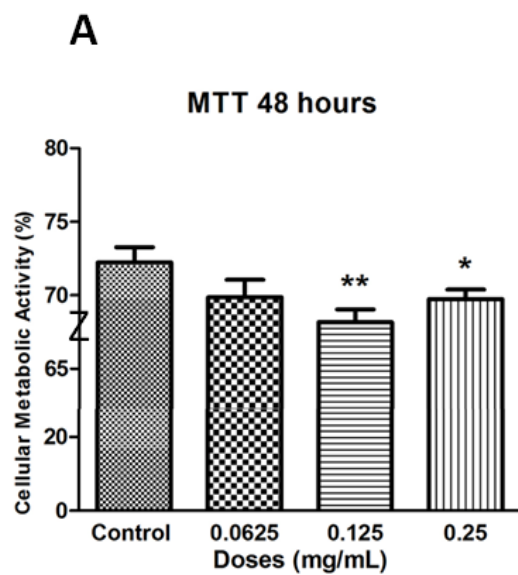 A
MTT 48 hours
Cellular Metabolic Activity (%)
80
75
70
65
20
0
**
*
Control 0.0625 0.125 0.25
Doses (mg/mL)